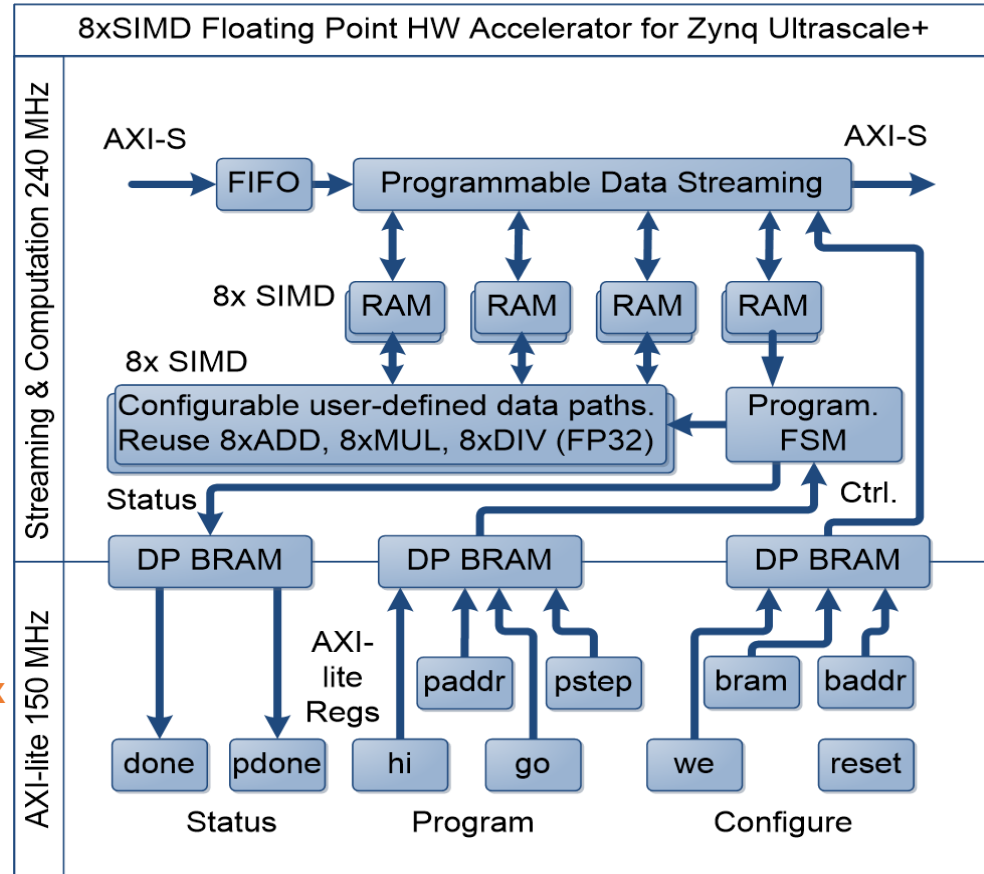 8xSIMD Floating Point HW Accelerator for Zynq Ultrascale+
Streaming & Computation 240 MHz
AXI-S
AXI-S
FIFO
Programmable Data Streaming
8x SIMD
RAM
RAM
RAM
RAM
8x SIMD
Configurable user-defined data paths.
Reuse 8xADD, 8xMUL, 8xDIV (FP32)
Program.
FSM
Status
Ctrl.
DP BRAM
DP BRAM
DP BRAM
AXI-lite 150 MHz
AXI-
lite
Regs
paddr
pstep
bram
baddr
done
pdone
hi
go
we
reset
Status
Program
Configure